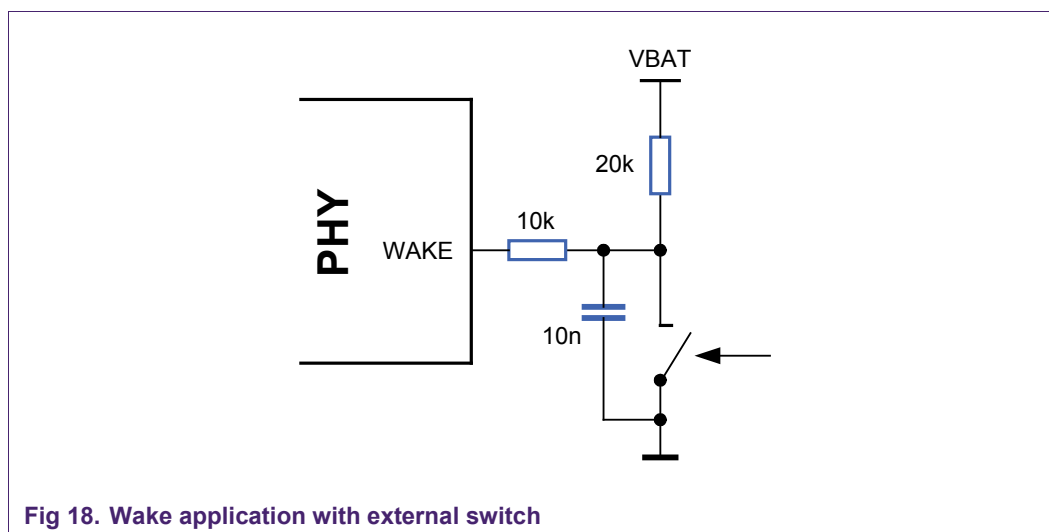 VBAT
20k
10k
PHY
WAKE
10n
Fig 18. Wake application with external switch